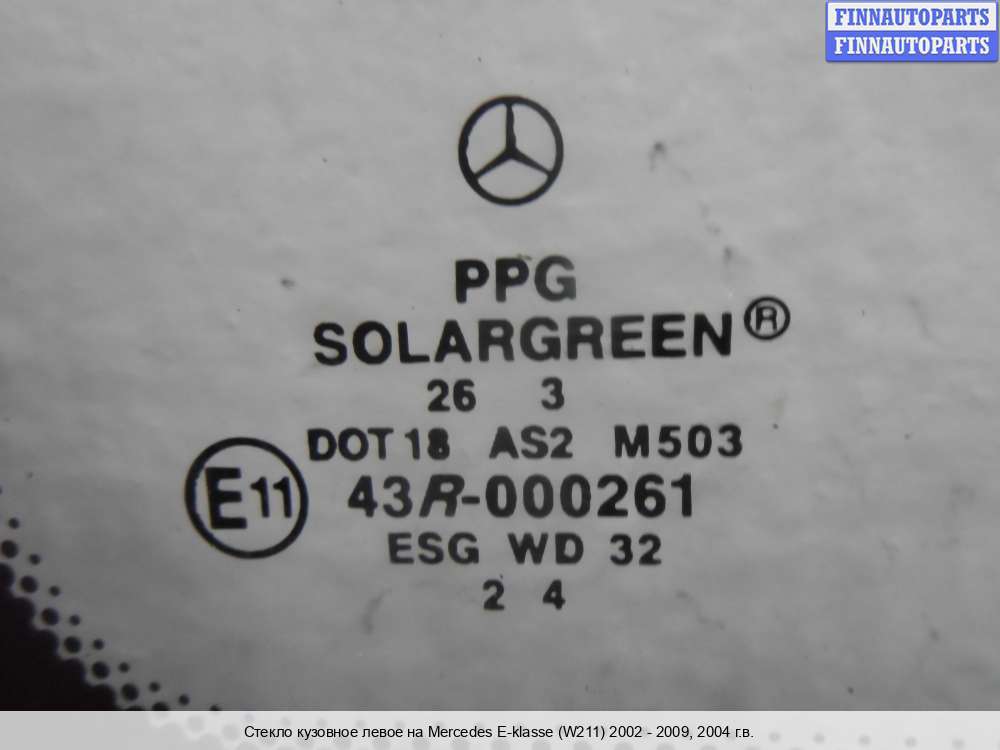 FINNAUTOPARTS
FINNAUTOPARTS
PPG
SOLARGREEN®
26 3
DOT 18 AS2 M503
E11 43R-000261
ESG WD 32
2 4
Стекло кузовное левое на Mercedes E-klasse (W211) 2002 - 2009, 2004 г.в.